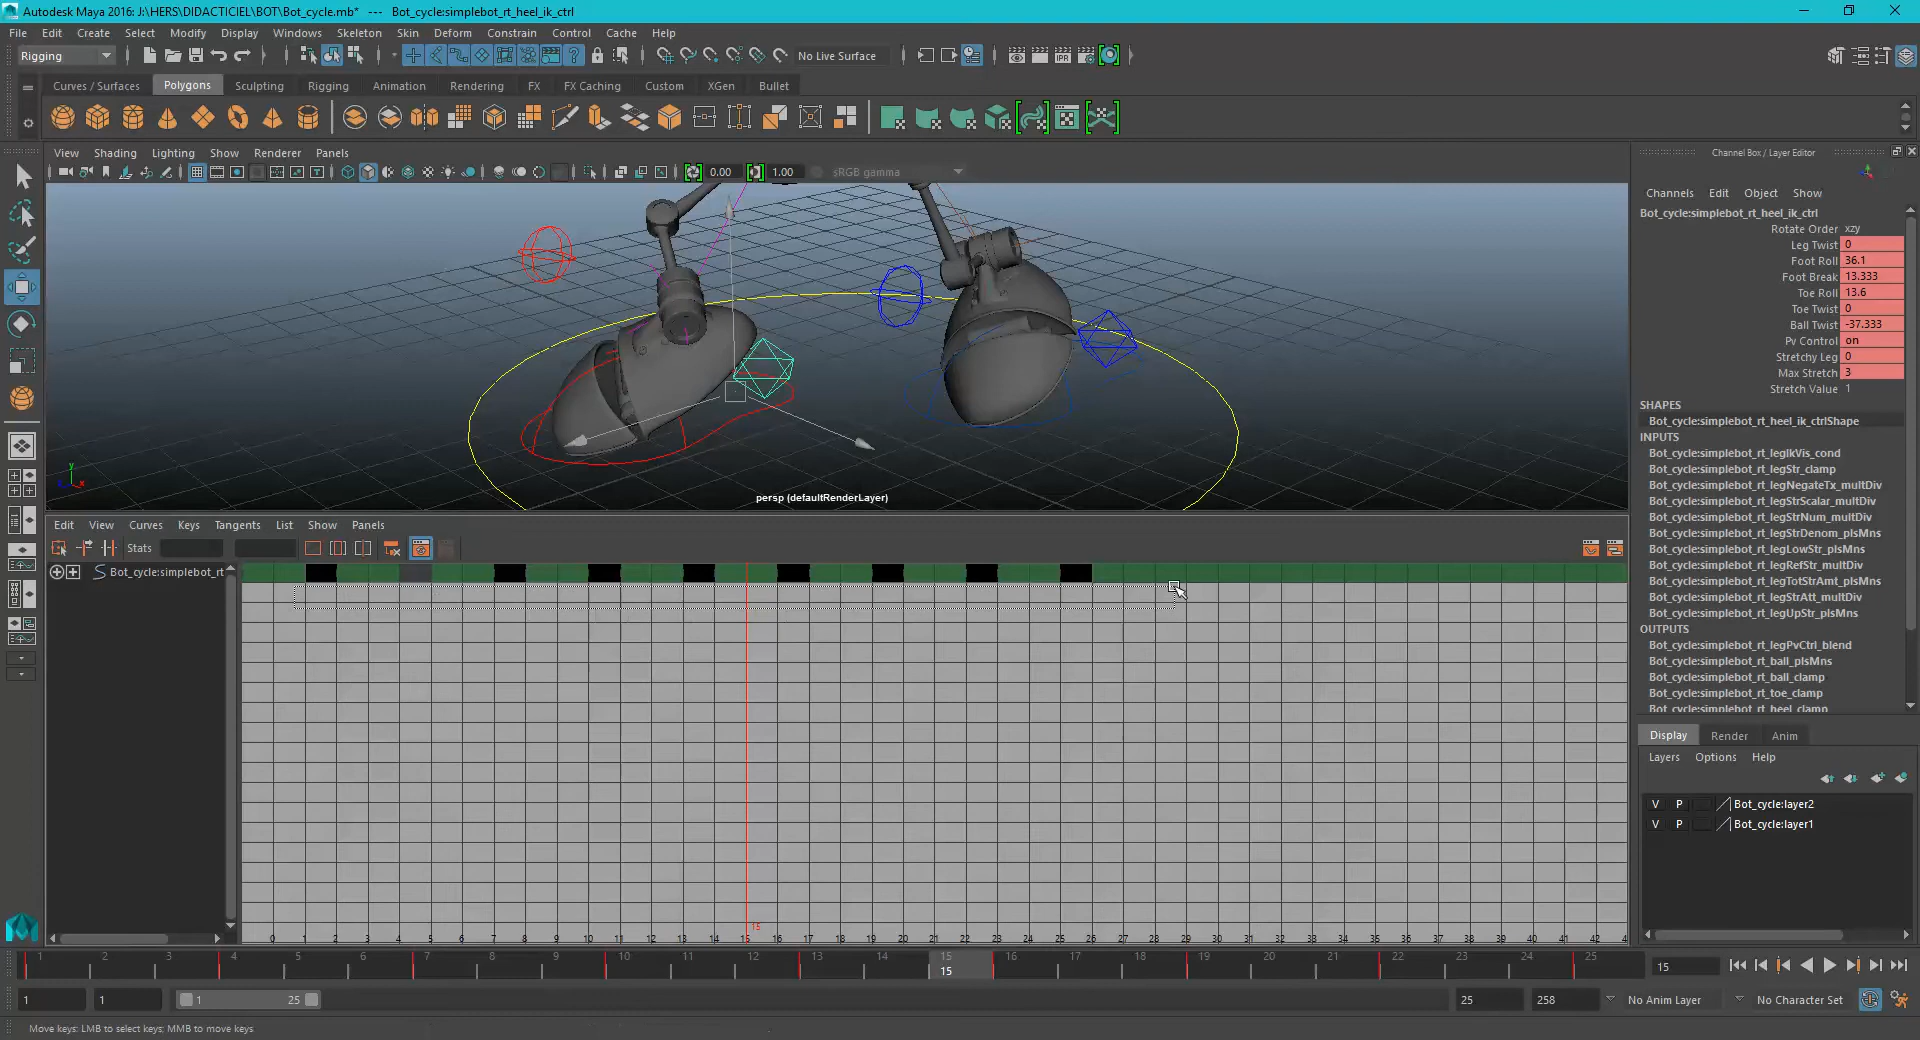 Autodesk Maya 2016: J:\HERS\DIDACTICIEL\BOT\Bot_cycle.mb* --- Bot_cycle:simplebot_rt_heel_ik_ctrl
File Edit Create Select Modify Display Windows Skeleton Skin Deform Constrain Control Cache Help
Rigging No Live Surface
Curves / Surfaces Polygons Sculpting Rigging Animation Rendering FX FX Caching Custom XGen Bullet
View Shading Lighting Show Renderer Panels
0.00 1.00 sRGB gamma
persp (defaultRenderLayer)
Edit View Curves Keys Tangents List Show Panels
Stats
Bot_cycle:simplebot_rt
15
0 1 2 3 4 5 6 7 8 9 10 11 12 13 14 15 16 17 18 19 20 21 22 23 24 25 26 27 28 29 30 31 32 33 34 35 36 37 38 39 40 41 42
Channel Box / Layer Editor
Channels Edit Object Show
Bot_cycle:simplebot_rt_heel_ik_ctrl
Rotate Order xzy
Leg Twist 0
Foot Roll 36.1
Foot Break 13.333
Toe Roll 13.6
Toe Twist 0
Ball Twist -37.333
Pv Control on
Stretchy Leg 0
Max Stretch 3
Stretch Value 1
SHAPES
Bot_cycle:simplebot_rt_heel_ik_ctrlShape
INPUTS
Bot_cycle:simplebot_rt_legIkVis_cond
Bot_cycle:simplebot_rt_legStr_clamp
Bot_cycle:simplebot_rt_legNegateTx_multDiv
Bot_cycle:simplebot_rt_legStrScalar_multDiv
Bot_cycle:simplebot_rt_legStrNum_multDiv
Bot_cycle:simplebot_rt_legStrDenom_plsMns
Bot_cycle:simplebot_rt_legLowStr_plsMns
Bot_cycle:simplebot_rt_legRefStr_multDiv
Bot_cycle:simplebot_rt_legTotStrAmt_plsMns
Bot_cycle:simplebot_rt_legStrAtt_multDiv
Bot_cycle:simplebot_rt_legUpStr_plsMns
OUTPUTS
Bot_cycle:simplebot_rt_legPvCtrl_blend
Bot_cycle:simplebot_rt_ball_plsMns
Bot_cycle:simplebot_rt_ball_clamp
Bot_cycle:simplebot_rt_toe_clamp
Bot_cycle:simplebot_rt_heel_clamp
Display Render Anim
Layers Options Help
V P Bot_cycle:layer2
V P Bot_cycle:layer1
1 2 3 4 5 6 7 8 9 10 11 12 13 14 15 16 17 18 19 20 21 22 23 24 25
15 15
1 1 1 25 25 258 No Anim Layer No Character Set
Move keys: LMB to select keys; MMB to move keys